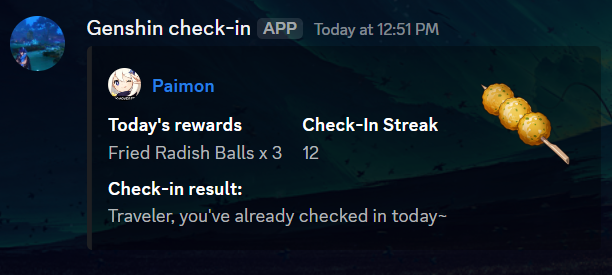 Genshin check-in APP Today at 12:51 PM
Paimon
Today's rewards Check-In Streak
Fried Radish Balls x 3 12
Check-in result:
Traveler, you've already checked in today~